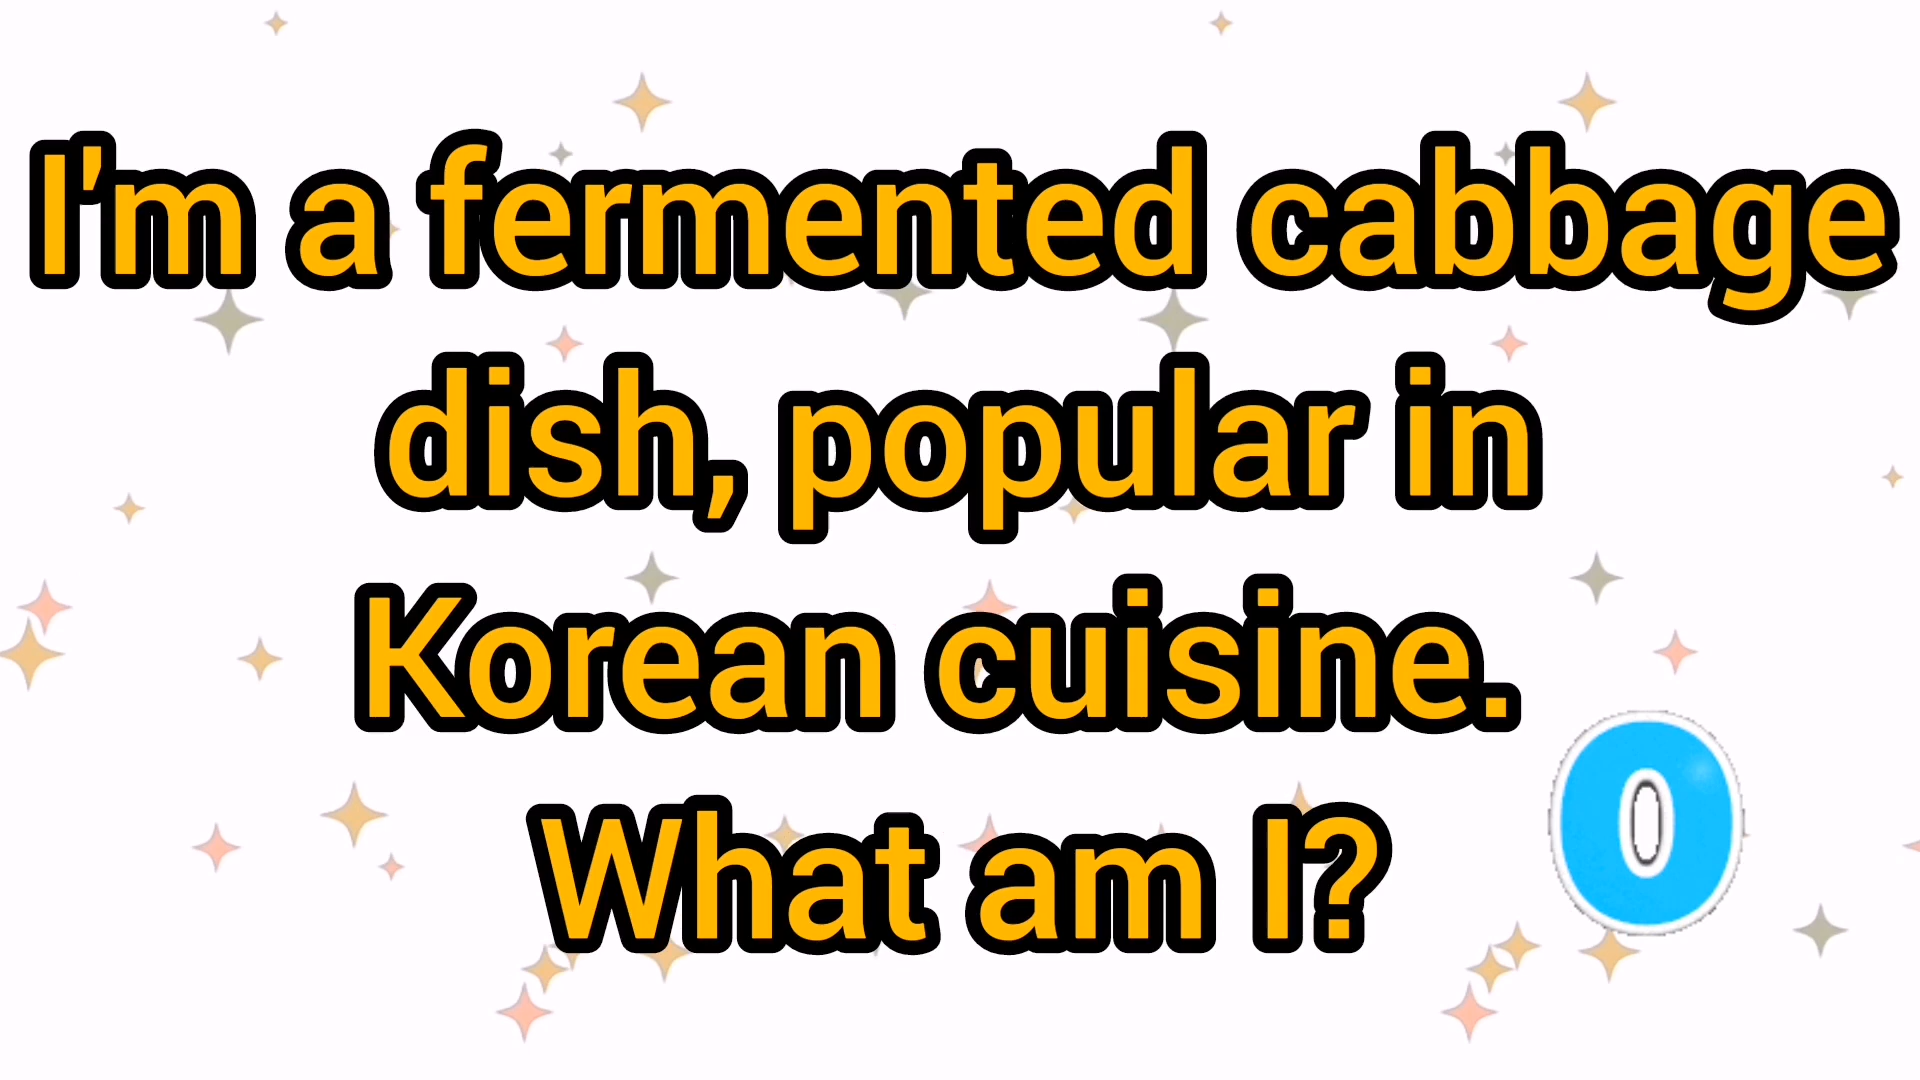 I'm a fermented cabbage
dish, popular in
Korean cuisine.
What am I?
0